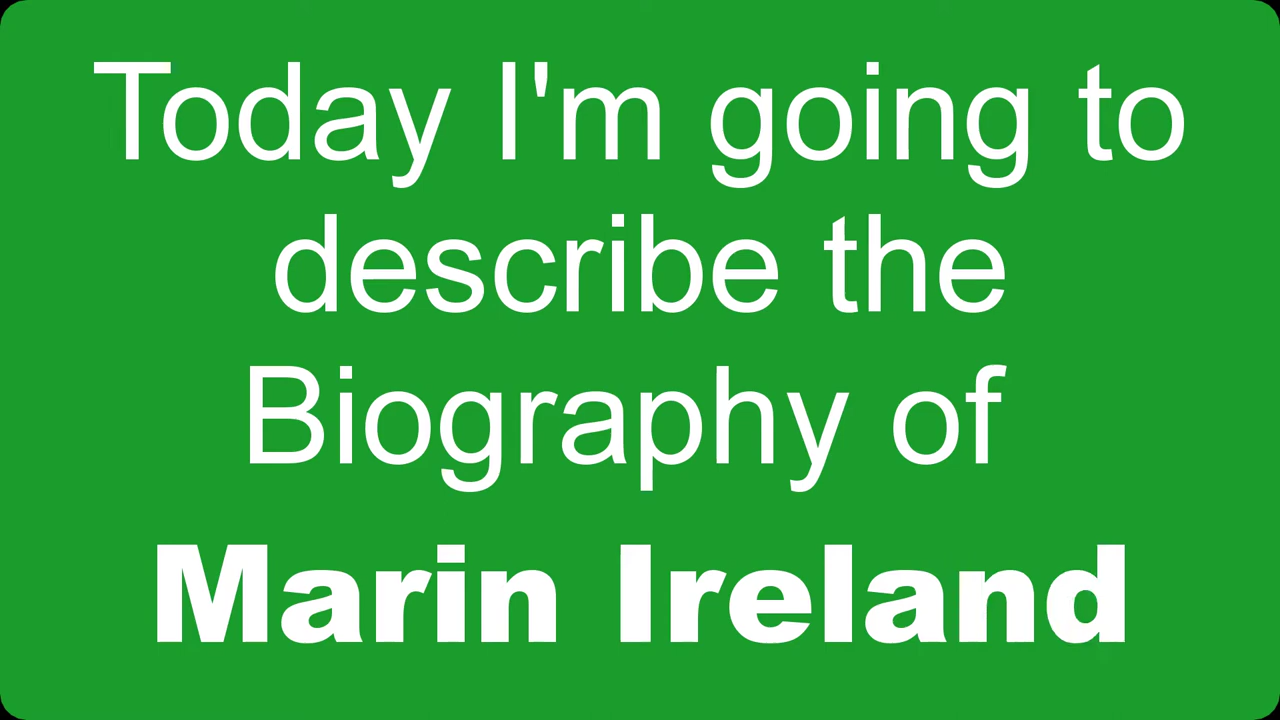 Today I'm going to
describe the
Biography of
Marin Ireland